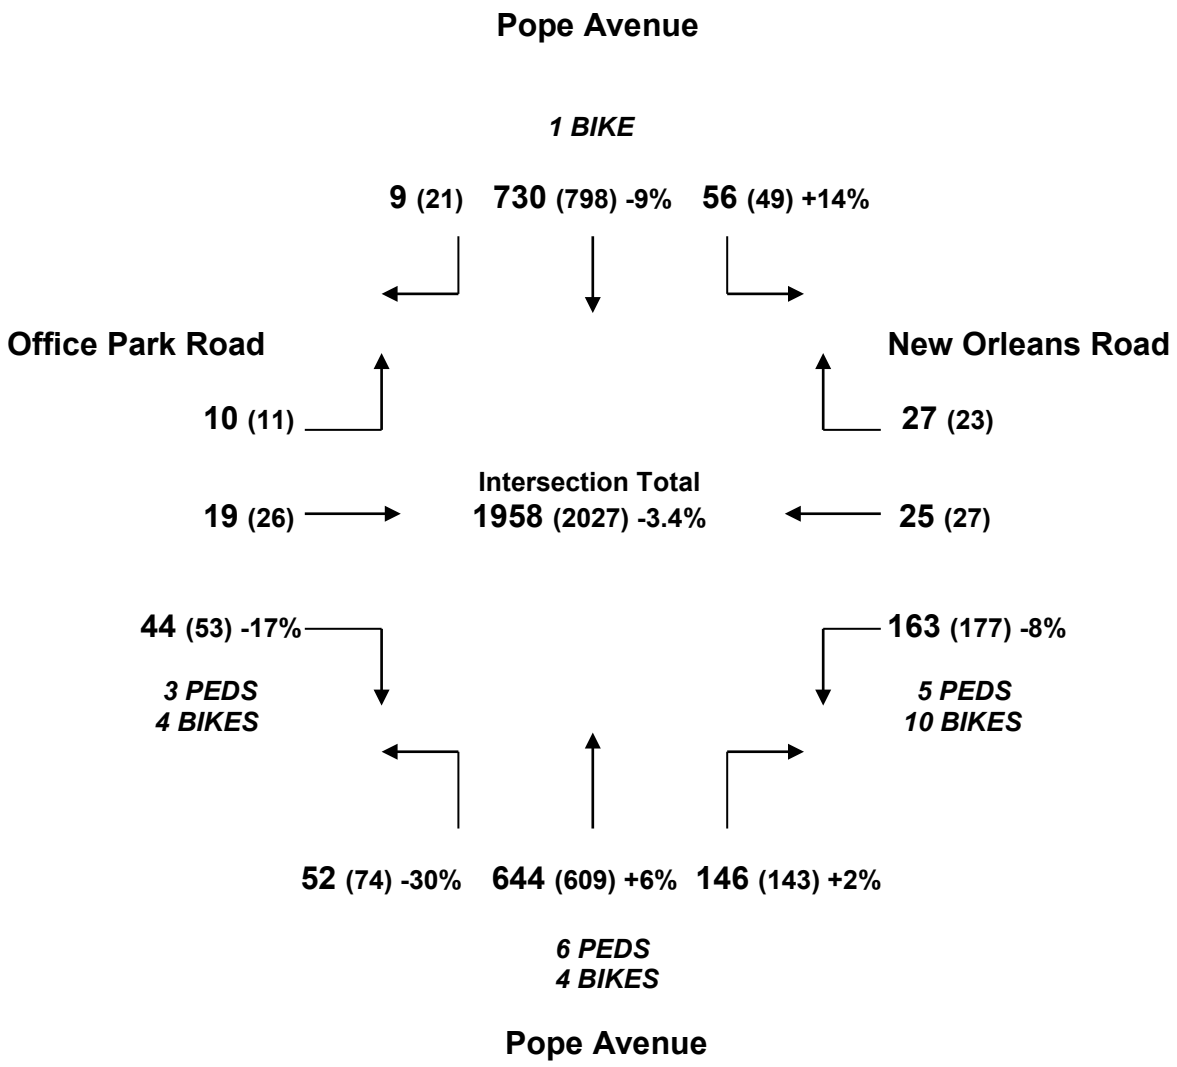 Pope Avenue
1 BIKE
9 (21) 730 (798) -9% 56 (49) +14%
Office Park Road New Orleans Road
10 (11) 27 (23)
Intersection Total
19 (26) 1958 (2027) -3.4% 25 (27)
44 (53) -17% 163 (177) -8%
3 PEDS 5 PEDS
4 BIKES 10 BIKES
52 (74) -30% 644 (609) +6% 146 (143) +2%
6 PEDS
4 BIKES
Pope Avenue